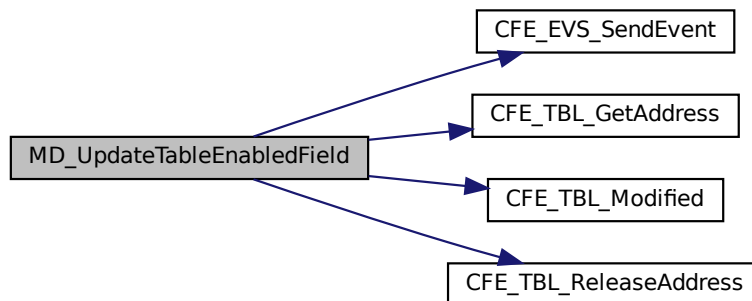 MD_UpdateTableEnabledField
CFE_EVS_SendEvent
CFE_TBL_GetAddress
CFE_TBL_Modified
CFE_TBL_ReleaseAddress